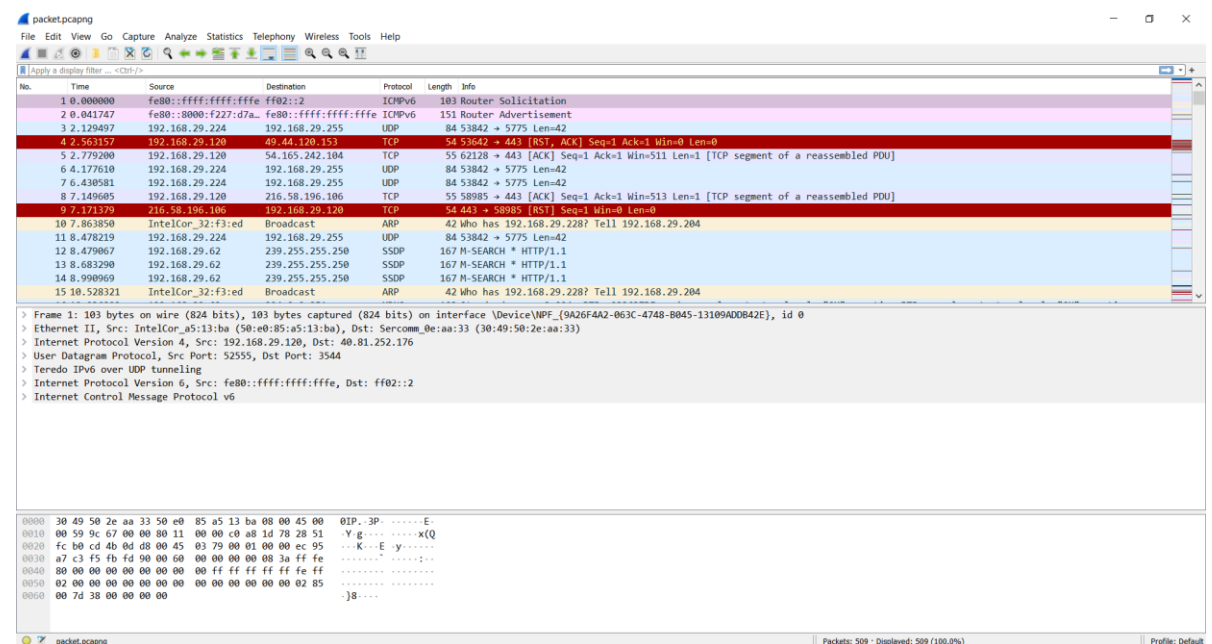 packet.pcapng
File Edit View Go Capture Analyze Statistics Telephony Wireless Tools Help
Apply a display filter ... <Ctrl-/>
No. Time Source Destination Protocol Length Info
1 0.000000 fe80::ffff:ffff:fffe ff02::2 ICMPv6 103 Router Solicitation
2 0.041747 fe80::8000:f227:d7a… fe80::ffff:ffff:fffe ICMPv6 151 Router Advertisement
3 2.129497 192.168.29.224 192.168.29.255 UDP 84 53842 → 5775 Len=42
4 2.563157 192.168.29.120 49.44.120.153 TCP 54 53642 → 443 [RST, ACK] Seq=1 Ack=1 Win=0 Len=0
5 2.779200 192.168.29.120 54.165.242.104 TCP 55 62128 → 443 [ACK] Seq=1 Ack=1 Win=511 Len=1 [TCP segment of a reassembled PDU]
6 4.177610 192.168.29.224 192.168.29.255 UDP 84 53842 → 5775 Len=42
7 6.430581 192.168.29.224 192.168.29.255 UDP 84 53842 → 5775 Len=42
8 7.149605 192.168.29.120 216.58.196.106 TCP 55 58985 → 443 [ACK] Seq=1 Ack=1 Win=513 Len=1 [TCP segment of a reassembled PDU]
9 7.171379 216.58.196.106 192.168.29.120 TCP 54 443 → 58985 [RST] Seq=1 Win=0 Len=0
10 7.863850 IntelCor_32:f3:ed Broadcast ARP 42 Who has 192.168.29.228? Tell 192.168.29.204
11 8.478219 192.168.29.224 192.168.29.255 UDP 84 53842 → 5775 Len=42
12 8.479067 192.168.29.62 239.255.255.250 SSDP 167 M-SEARCH * HTTP/1.1
13 8.683290 192.168.29.62 239.255.255.250 SSDP 167 M-SEARCH * HTTP/1.1
14 8.990969 192.168.29.62 239.255.255.250 SSDP 167 M-SEARCH * HTTP/1.1
15 10.528321 IntelCor_32:f3:ed Broadcast ARP 42 Who has 192.168.29.228? Tell 192.168.29.204
> Frame 1: 103 bytes on wire (824 bits), 103 bytes captured (824 bits) on interface \Device\NPF_{9A26F4A2-063C-4748-B045-13109ADDB42E}, id 0
> Ethernet II, Src: IntelCor_a5:13:ba (50:e0:85:a5:13:ba), Dst: Sercomm_0e:aa:33 (30:49:50:2e:aa:33)
> Internet Protocol Version 4, Src: 192.168.29.120, Dst: 40.81.252.176
> User Datagram Protocol, Src Port: 52555, Dst Port: 3544
> Teredo IPv6 over UDP tunneling
> Internet Protocol Version 6, Src: fe80::ffff:ffff:fffe, Dst: ff02::2
> Internet Control Message Protocol v6
0000 30 49 50 2e aa 33 50 e0 85 a5 13 ba 08 00 45 00 0IP.·3P· ······E·
0010 00 59 9c 67 00 00 80 11 00 00 c0 a8 1d 78 28 51 ·Y·g···· ·····x(Q
0020 fc b0 cd 4b 0d d8 00 45 03 79 00 01 00 00 ec 95 ···K···E ·y······
0030 a7 c3 f5 fb fd 90 00 60 00 00 00 00 08 3a ff fe ·······` ·····:··
0040 80 00 00 00 00 00 00 00 00 ff ff ff ff ff fe ff ········ ········
0050 02 00 00 00 00 00 00 00 00 00 00 00 00 00 02 85 ········ ········
0060 00 7d 38 00 00 00 00 ·}8····
packet.pcapng Packets: 509 · Displayed: 509 (100.0%) Profile: Default